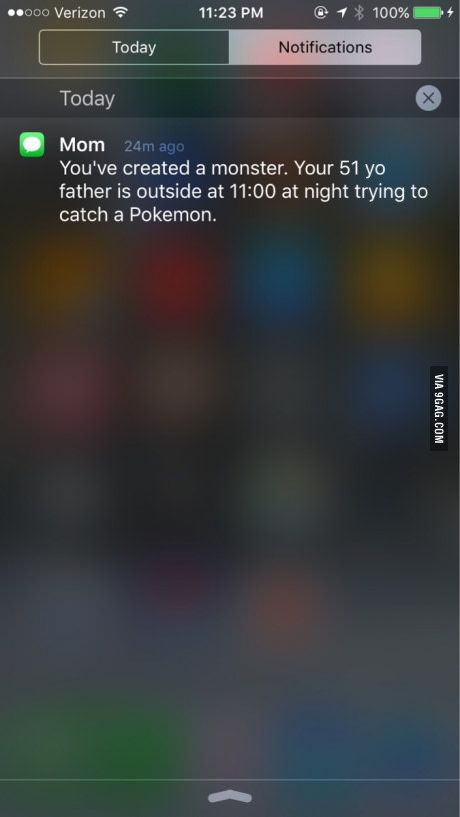 Verizon 11:23 PM 100%
Today Notifications
Today
Mom 24m ago
You've created a monster. Your 51 yo
father is outside at 11:00 at night trying to
catch a Pokemon.
VIA 9GAG.COM